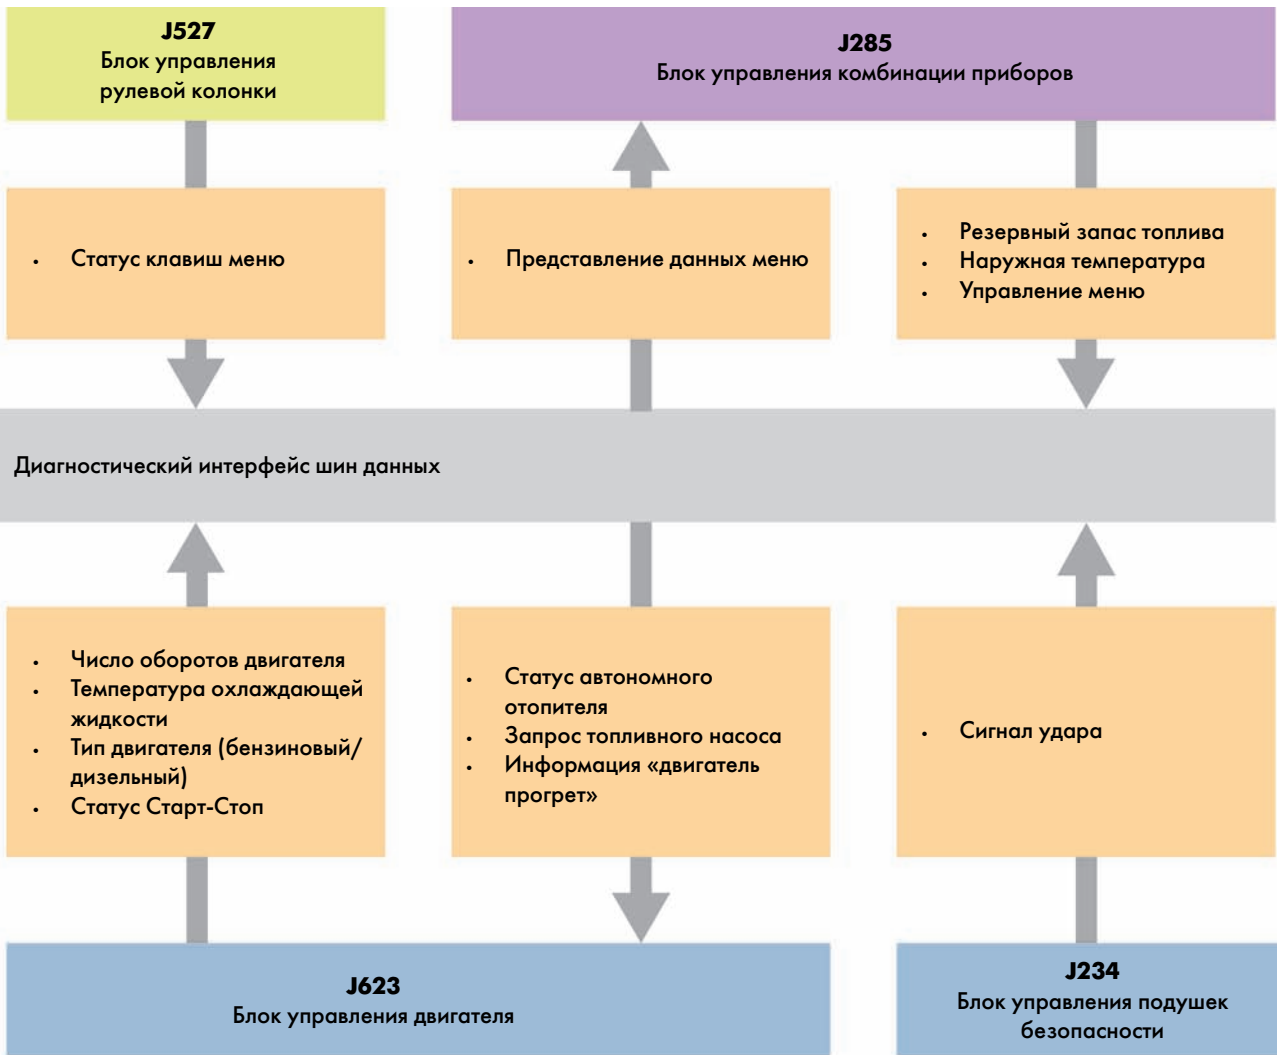 J527
Блок управления
рулевой колонки
J285
Блок управления комбинации приборов
• Статус клавиш меню
• Представление данных меню
• Резервный запас топлива
• Наружная температура
• Управление меню
Диагностический интерфейс шин данных
• Число оборотов двигателя
• Температура охлаждающей
жидкости
• Тип двигателя (бензиновый/
дизельный)
• Статус Старт-Стоп
• Статус автономного
отопителя
• Запрос топливного насоса
• Информация «двигатель
прогрет»
• Сигнал удара
J623
Блок управления двигателя
J234
Блок управления подушек
безопасности